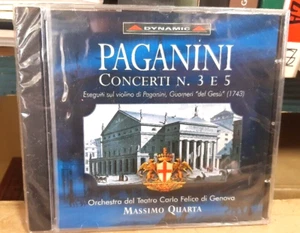 DYNAMIC
PAGANINI
CONCERTI N. 3 E 5
Eseguiti sul violino di Paganini, Guarneri "del Gesù" (1743)
Orchestra del Teatro Carlo Felice di Genova
MASSIMO QUARTA